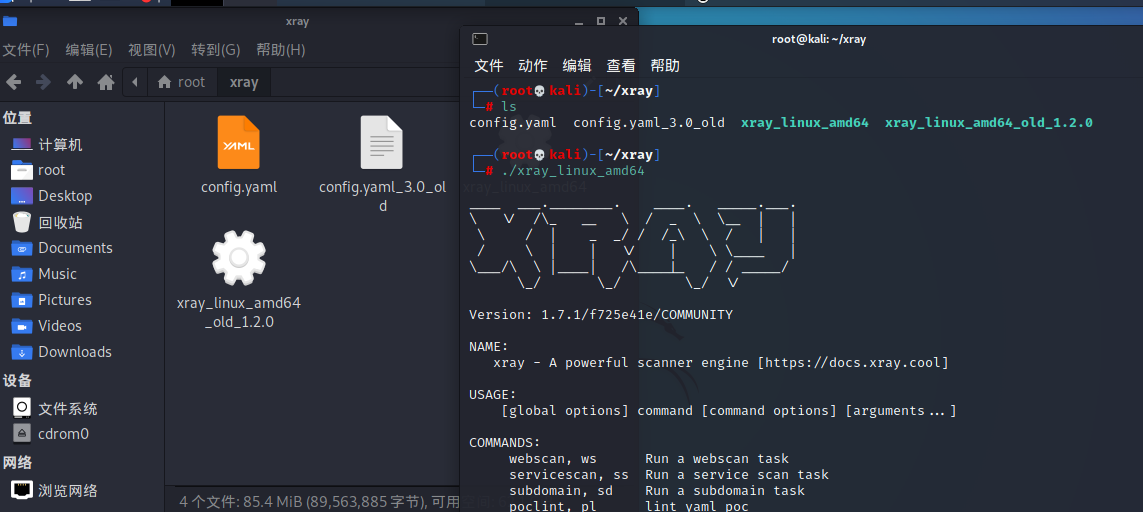 xray
文件(F) 编辑(E) 视图(V) 转到(G) 帮助(H)
root xray
位置
计算机
root
Desktop
回收站
Documents
Music
Pictures
Videos
Downloads
设备
文件系统
cdrom0
网络
浏览网络
YAML
config.yaml
config.yaml_3.0_ol
d
xray_linux_amd64
_old_1.2.0
4 个文件: 85.4 MiB (89,563,885 字节), 可用
root@kali: ~/xray
文件 动作 编辑 查看 帮助
┌──(root💀kali)-[~/xray]
└─# ls
config.yaml config.yaml_3.0_old xray_linux_amd64 xray_linux_amd64_old_1.2.0
┌──(root💀kali)-[~/xray]
└─# ./xray_linux_amd64
XRAY
Version: 1.7.1/f725e41e/COMMUNITY
NAME:
xray - A powerful scanner engine [https://docs.xray.cool]
USAGE:
[global options] command [command options] [arguments...]
COMMANDS:
webscan, ws Run a webscan task
servicescan, ss Run a service scan task
subdomain, sd Run a subdomain task
poclint, pl lint yaml poc